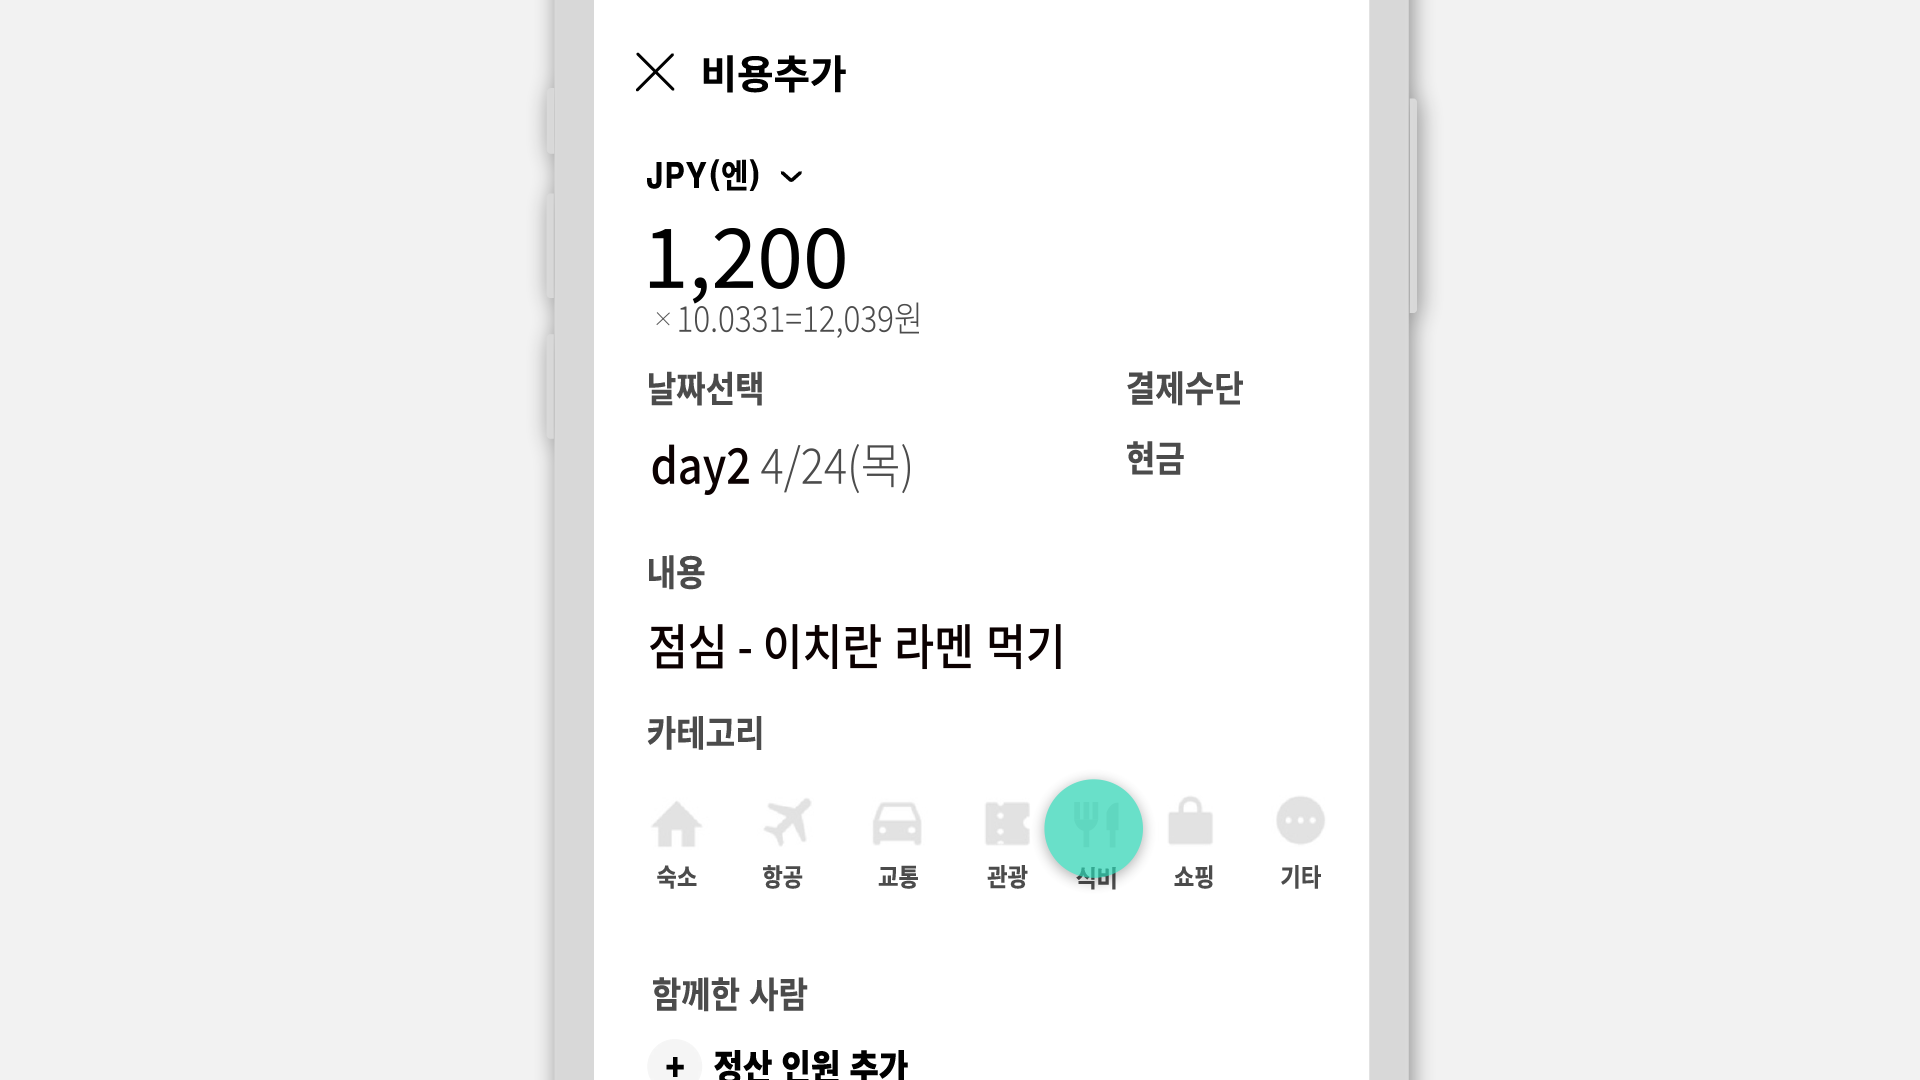 비용추가
JPY(엔)
1,200
×10.0331=12,039원
날짜선택 결제수단
day2 4/24(목) 현금
내용
점심 - 이치란 라멘 먹기
카테고리
숙소 항공 교통 관광 식비 쇼핑 기타
함께한 사람
+ 정산 인원 추가